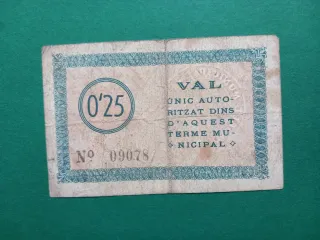 0'25
Nº 09078
VAL
ÚNIC AUTO-
RITZAT DINS
D'AQUEST
TERME MU-
NICIPAL